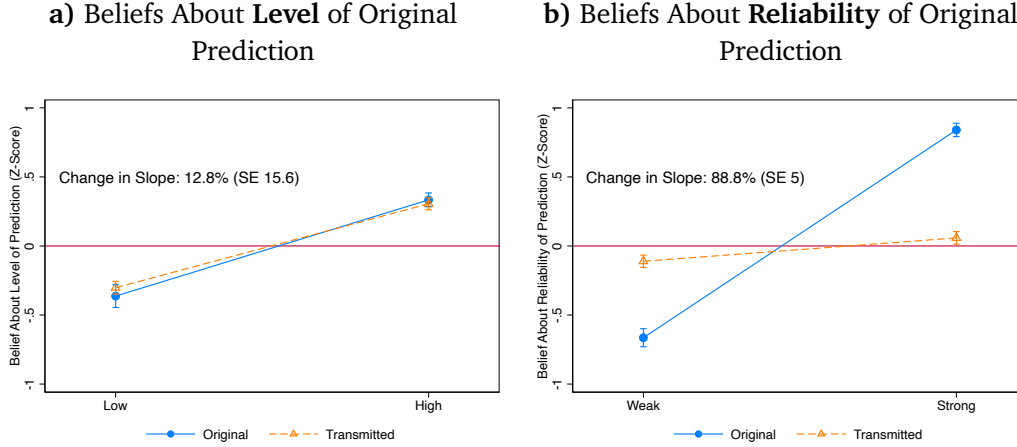 a) Beliefs About Level of Original
Prediction
Belief About Level of Prediction (Z-Score)
1
.5
0
-.5
-1
Change in Slope: 12.8% (SE 15.6)
Low
High
Original
Transmitted
b) Beliefs About Reliability of Original
Prediction
Belief About Reliability of Prediction (Z-Score)
1
.5
0
-.5
-1
Change in Slope: 88.8% (SE 5)
Weak
Strong
Original
Transmitted